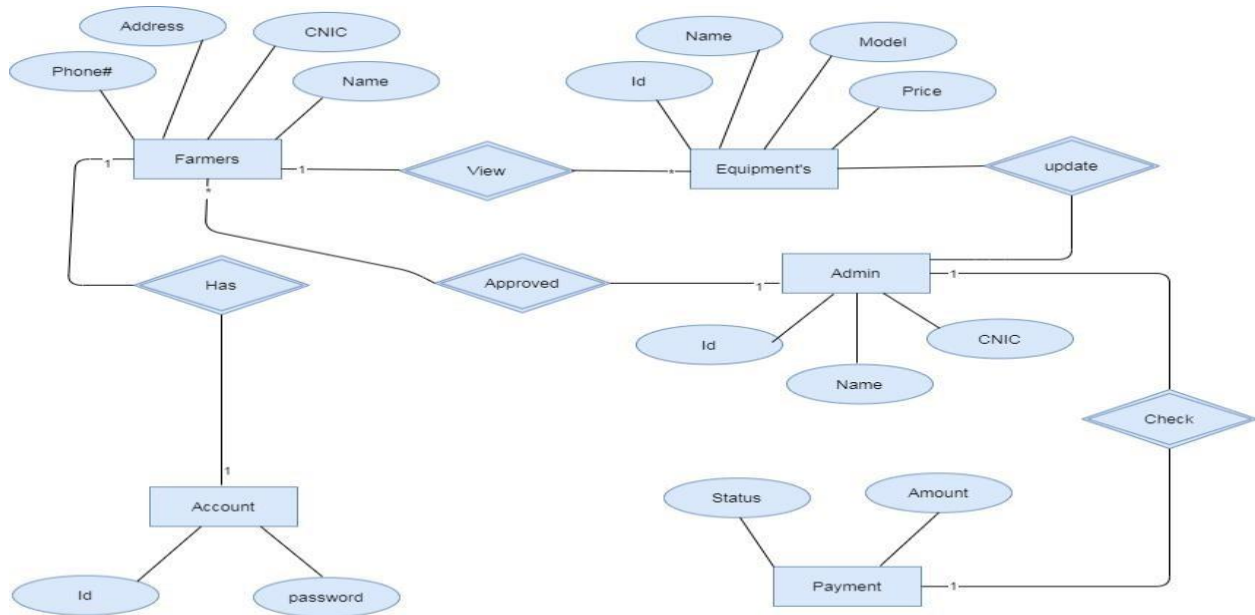 Address
CNIC
Name
Model
Phone#
Name
Id
Price
1
Farmers
1
View
*
Equipment's
update
*
Has
Approved
1
Admin
1
Id
CNIC
Name
Check
1
Account
Status
Amount
Id
password
Payment
1